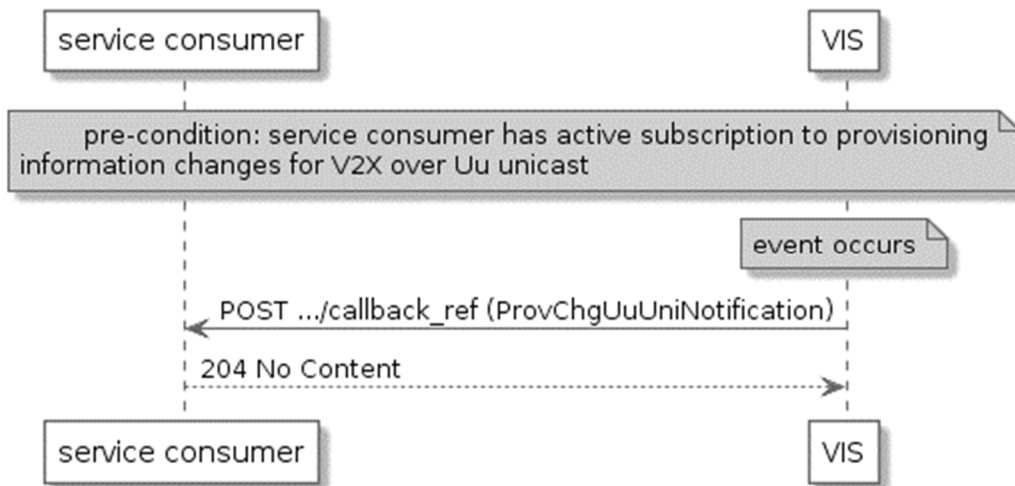 service consumer
VIS
pre-condition: service consumer has active subscription to provisioning
information changes for V2X over Uu unicast
event occurs
POST .../callback_ref (ProvChgUuUniNotification)
204 No Content
service consumer
VIS